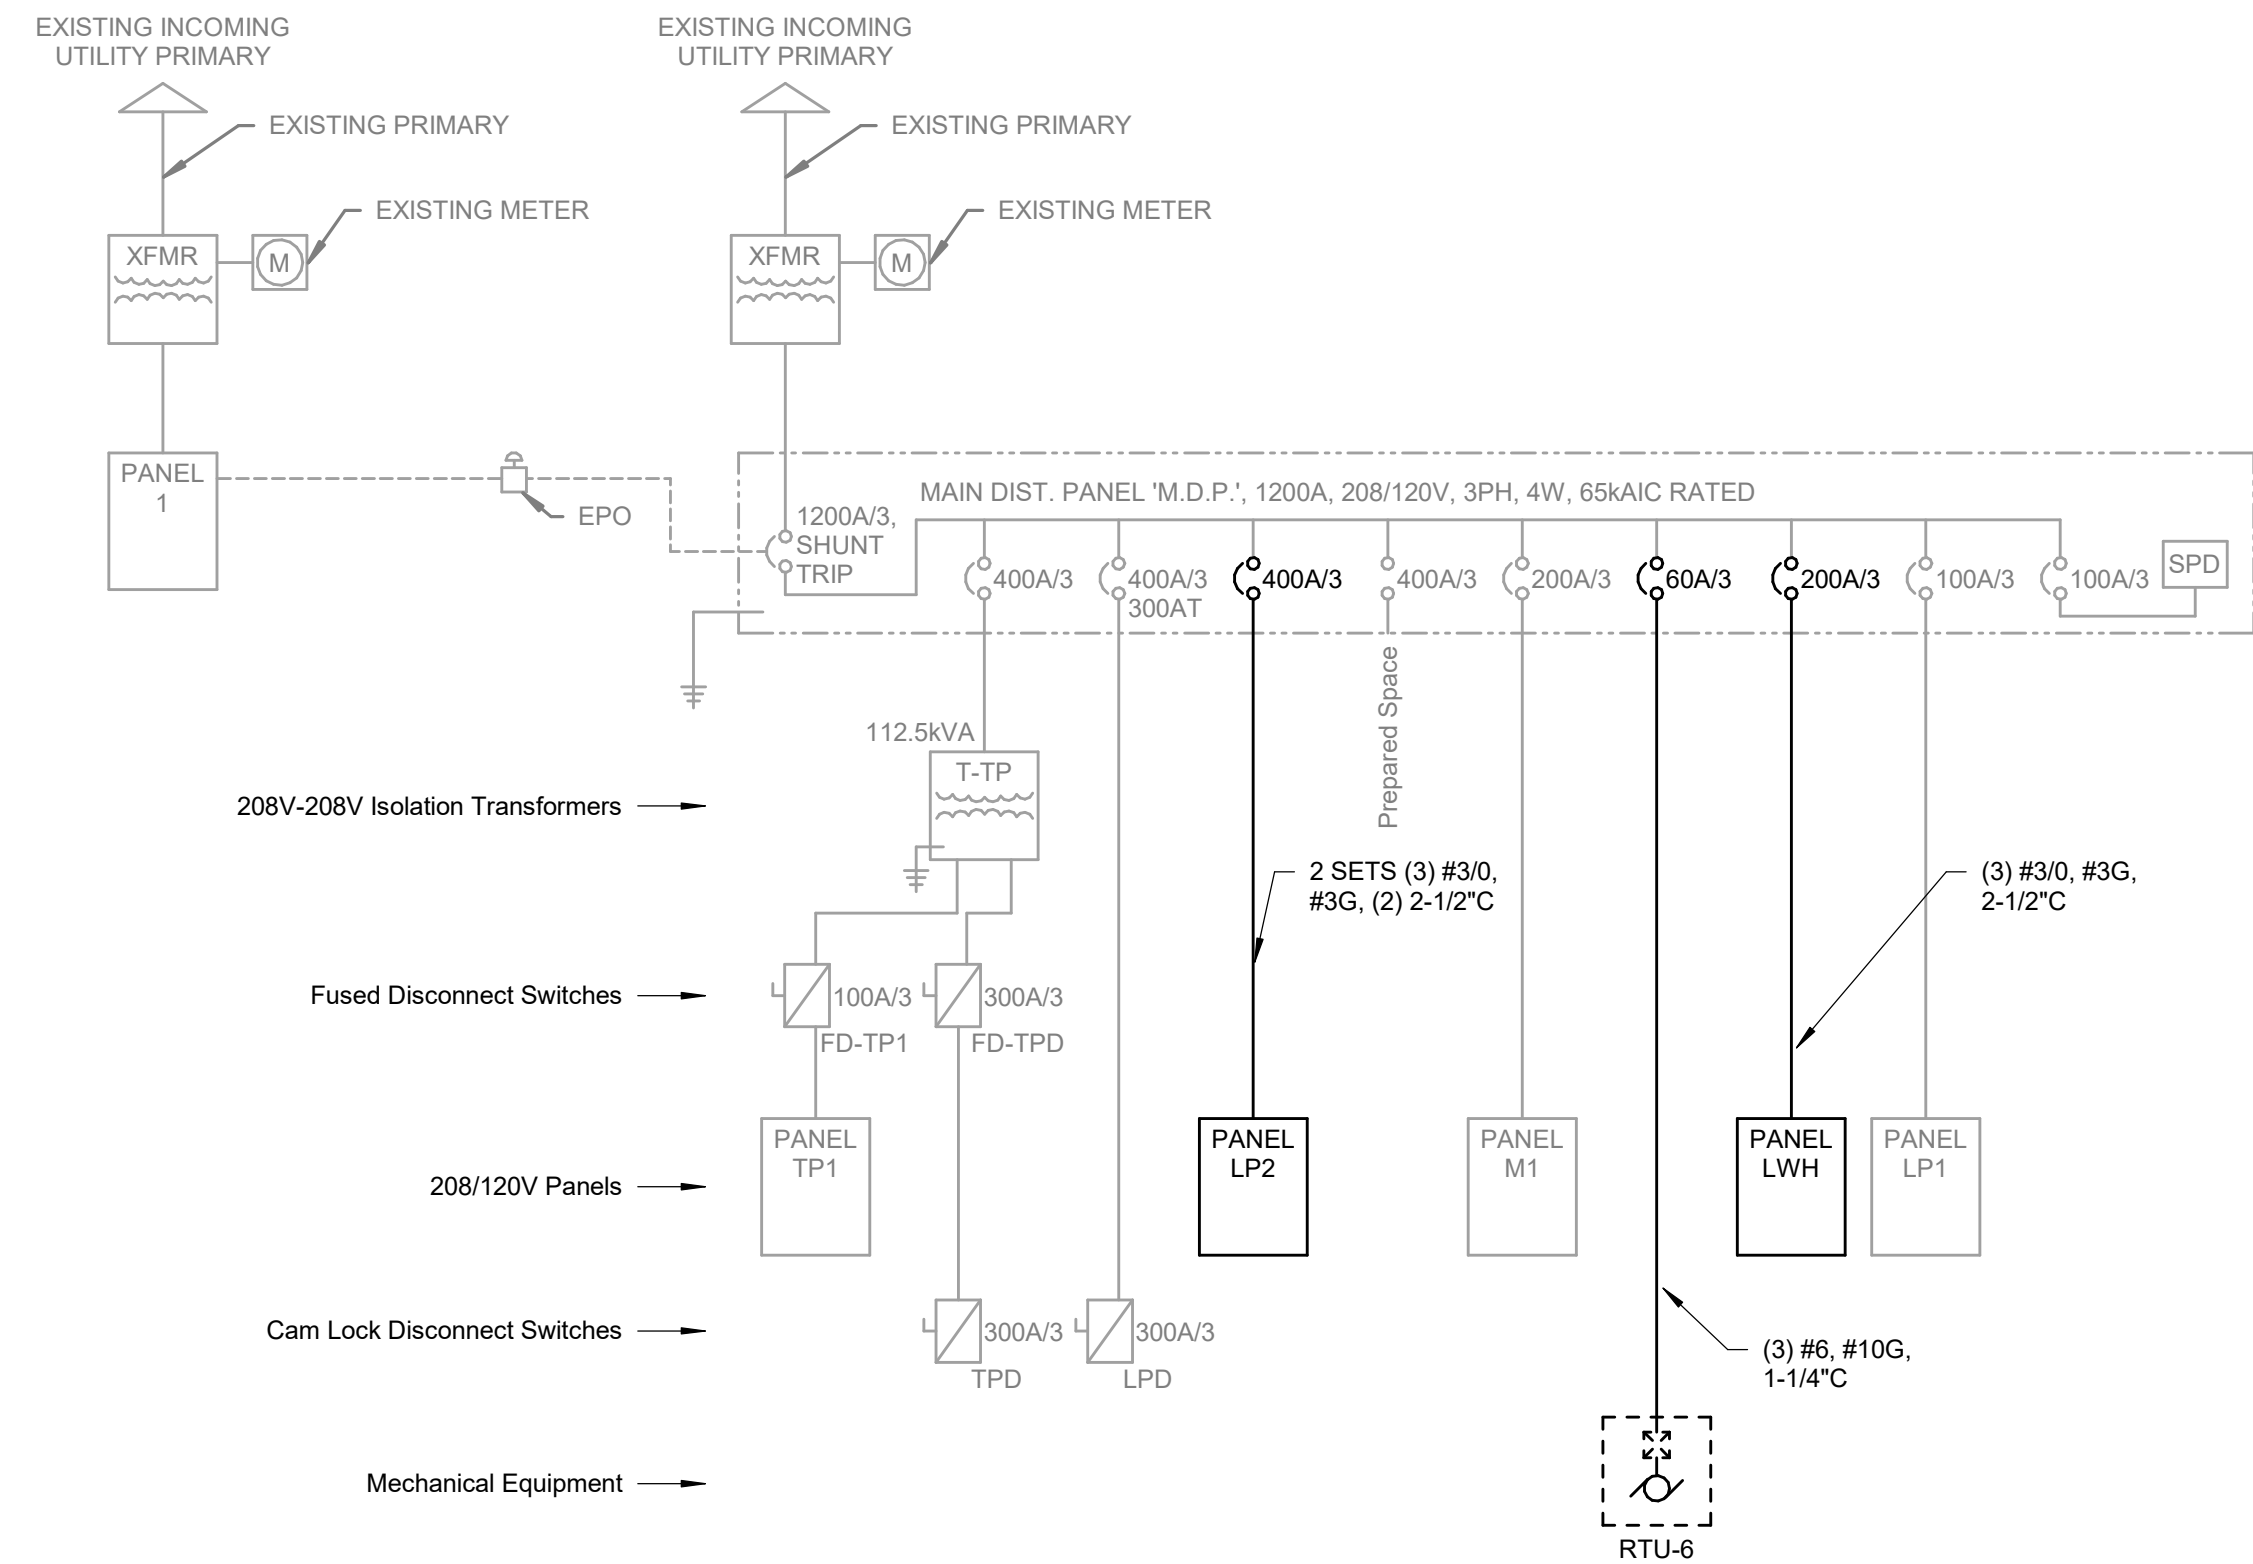 EXISTING INCOMING
UTILITY PRIMARY
EXISTING INCOMING
UTILITY PRIMARY
EXISTING PRIMARY
EXISTING PRIMARY
EXISTING METER
EXISTING METER
XFMR
M
XFMR
M
PANEL
1
EPO
MAIN DIST. PANEL 'M.D.P.', 1200A, 208/120V, 3PH, 4W, 65kAIC RATED
1200A/3,
SHUNT
TRIP
400A/3
400A/3
300AT
400A/3
400A/3
200A/3
60A/3
200A/3
100A/3
100A/3
SPD
Prepared Space
112.5kVA
T-TP
208V-208V Isolation Transformers
2 SETS (3) #3/0,
#3G, (2) 2-1/2"C
(3) #3/0, #3G,
2-1/2"C
Fused Disconnect Switches
100A/3
FD-TP1
300A/3
FD-TPD
208/120V Panels
PANEL
TP1
PANEL
LP2
PANEL
M1
PANEL
LWH
PANEL
LP1
Cam Lock Disconnect Switches
300A/3
TPD
300A/3
LPD
(3) #6, #10G,
1-1/4"C
Mechanical Equipment
RTU-6